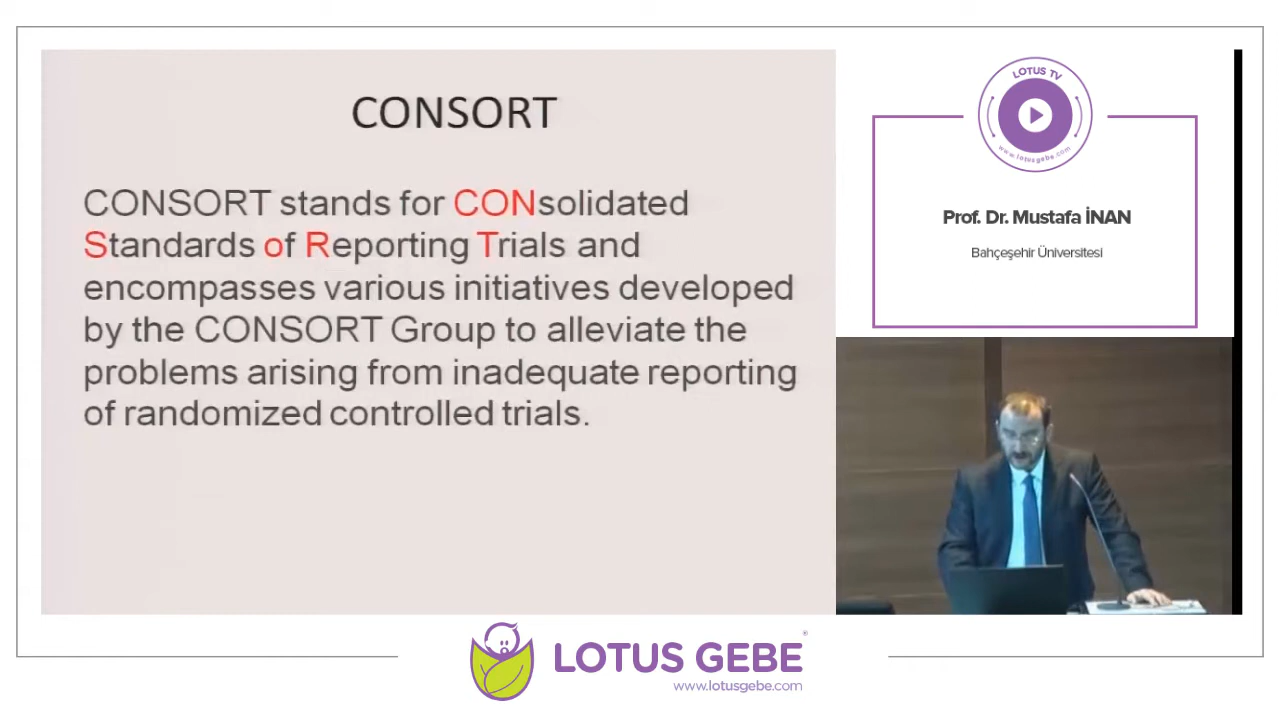 CONSORT
CONSORT stands for CONsolidated
Standards of Reporting Trials and
encompasses various initiatives developed
by the CONSORT Group to alleviate the
problems arising from inadequate reporting
of randomized controlled trials.
LOTUS TV
www.lotusgebe.com
Prof. Dr. Mustafa İNAN
Bahçeşehir Üniversitesi
LOTUS GEBE
®
www.lotusgebe.com